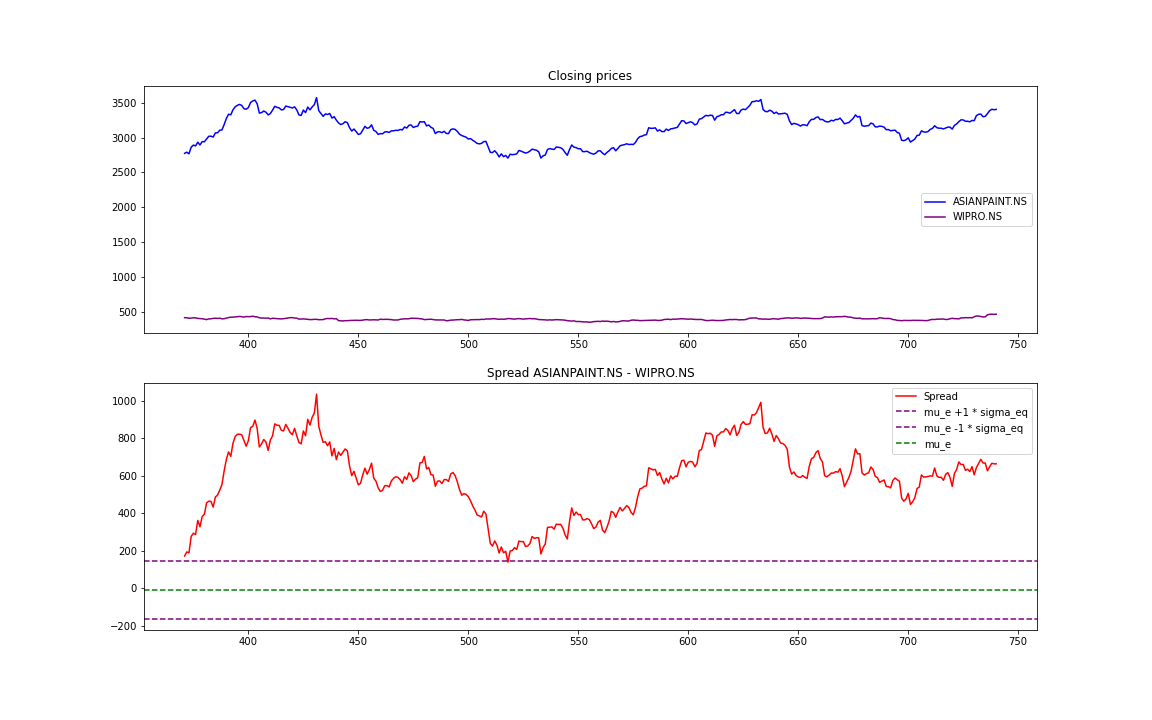 Closing prices
3500
3000
2500
2000
1500
1000
500
ASIANPAINT.NS
WIPRO.NS
400 450 500 550 600 650 700 750
Spread ASIANPAINT.NS - WIPRO.NS
1000
800
600
400
200
0
−200
Spread
mu_e +1 * sigma_eq
mu_e -1 * sigma_eq
mu_e
400 450 500 550 600 650 700 750